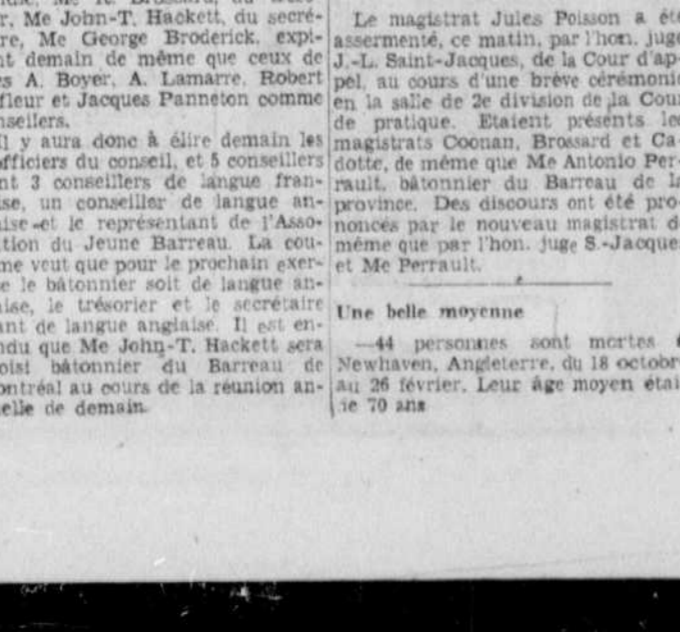 r, Me John-T. Hackett, du secré-
re, Me George Broderick, expi-
nt demain de même que ceux de
s A. Boyer, A. Lamarre, Robert
fleur et Jacques Panneton comme
nseillers.
Il y aura donc à élire demain les
officiers du conseil, et 5 conseillers
nt 3 conseillers de langue fran-
ise, un conseiller de langue an-
aise et le représentant de l'Asso-
ation du Jeune Barreau. La cou-
me veut que pour le prochain exer-
e le bâtonnier soit de langue an-
aise, le trésorier et le secrétaire
ant de langue anglaise. Il est en-
ndu que Me John-T. Hackett sera
oisi bâtonnier du Barreau de
ontréal au cours de la réunion an-
elle de demain.
Le magistrat Jules Poisson a été
assermenté, ce matin, par l'hon. juge
J.-L. Saint-Jacques, de la Cour d'ap-
pel, au cours d'une brève cérémonie
en la salle de 2e division de la Cour
de pratique. Etaient présents les
magistrats Coonan, Brossard et Ca-
dotte, de même que Me Antonio Per-
rault, bâtonnier du Barreau de la
province. Des discours ont été pro-
noncés par le nouveau magistrat d
même que par l'hon. juge S.-Jacques
et Me Perrault.
Une belle moyenne
—44 personnes sont mortes
Newhaven, Angleterre, du 18 octobre
au 26 février. Leur âge moyen étai
de 70 ans